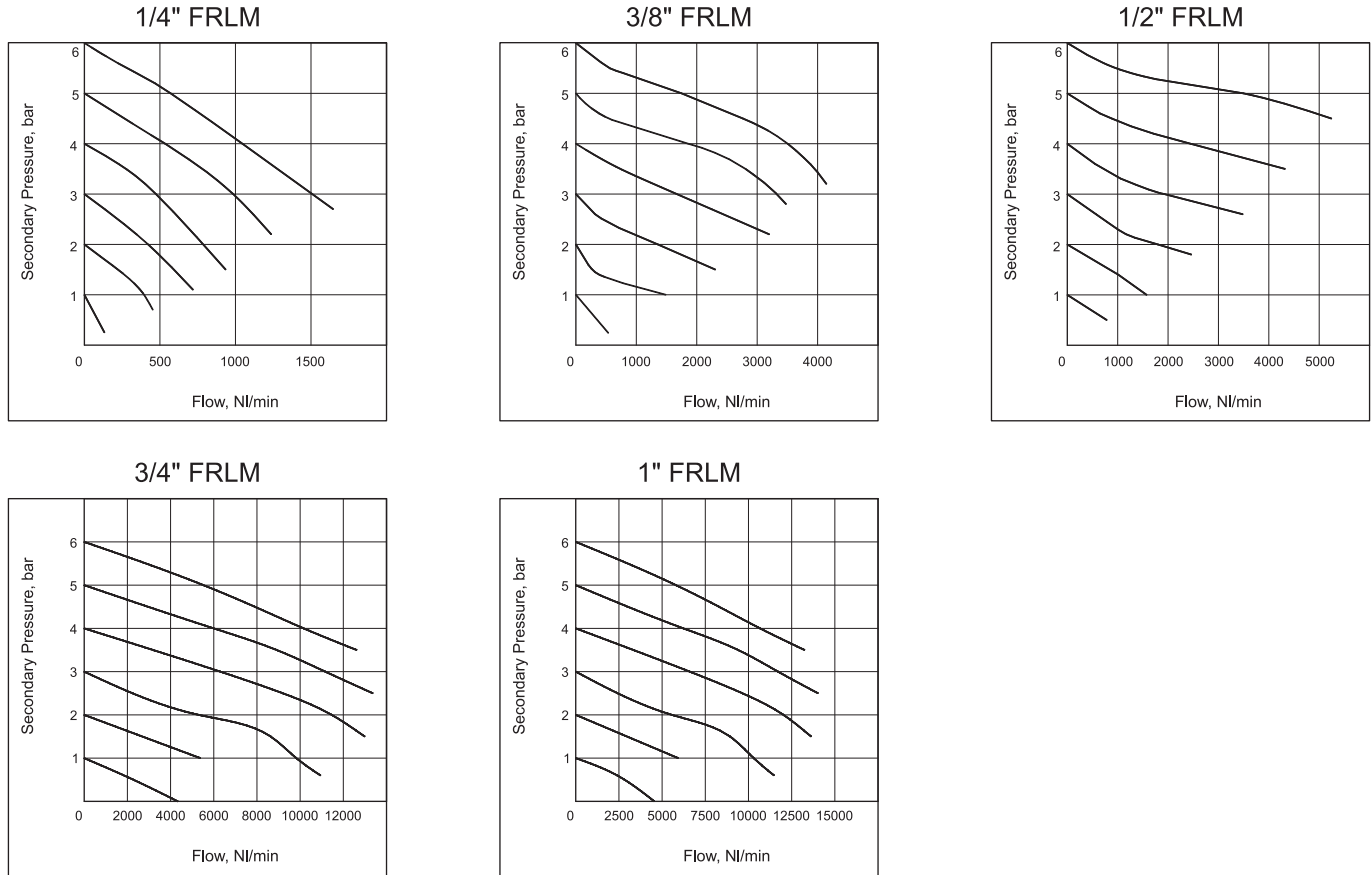 1/4" FRLM
6
5
4
3
2
1
Secondary Pressure, bar
0 500 1000 1500
Flow, Nl/min
3/8" FRLM
6
5
4
3
2
1
Secondary Pressure, bar
0 1000 2000 3000 4000
Flow, Nl/min
1/2" FRLM
6
5
4
3
2
1
Secondary Pressure, bar
0 1000 2000 3000 4000 5000
Flow, Nl/min
3/4" FRLM
6
5
4
3
2
1
Secondary Pressure, bar
0 2000 4000 6000 8000 10000 12000
Flow, Nl/min
1" FRLM
6
5
4
3
2
1
Secondary Pressure, bar
0 2500 5000 7500 10000 12500 15000
Flow, Nl/min